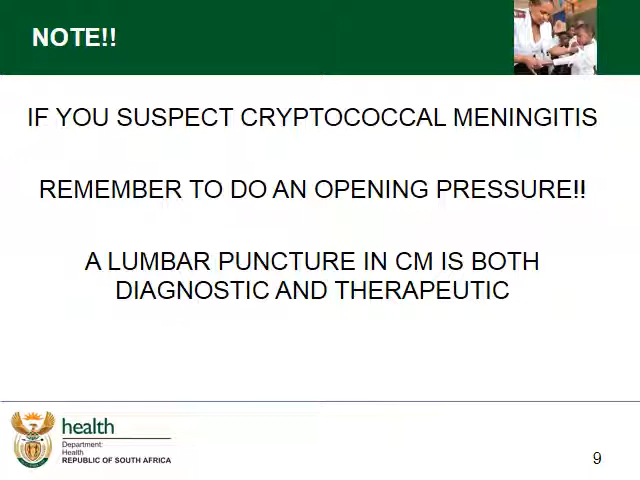 NOTE!!
IF YOU SUSPECT CRYPTOCOCCAL MENINGITIS
REMEMBER TO DO AN OPENING PRESSURE!!
A LUMBAR PUNCTURE IN CM IS BOTH
DIAGNOSTIC AND THERAPEUTIC
health
Department:
Health
REPUBLIC OF SOUTH AFRICA
9